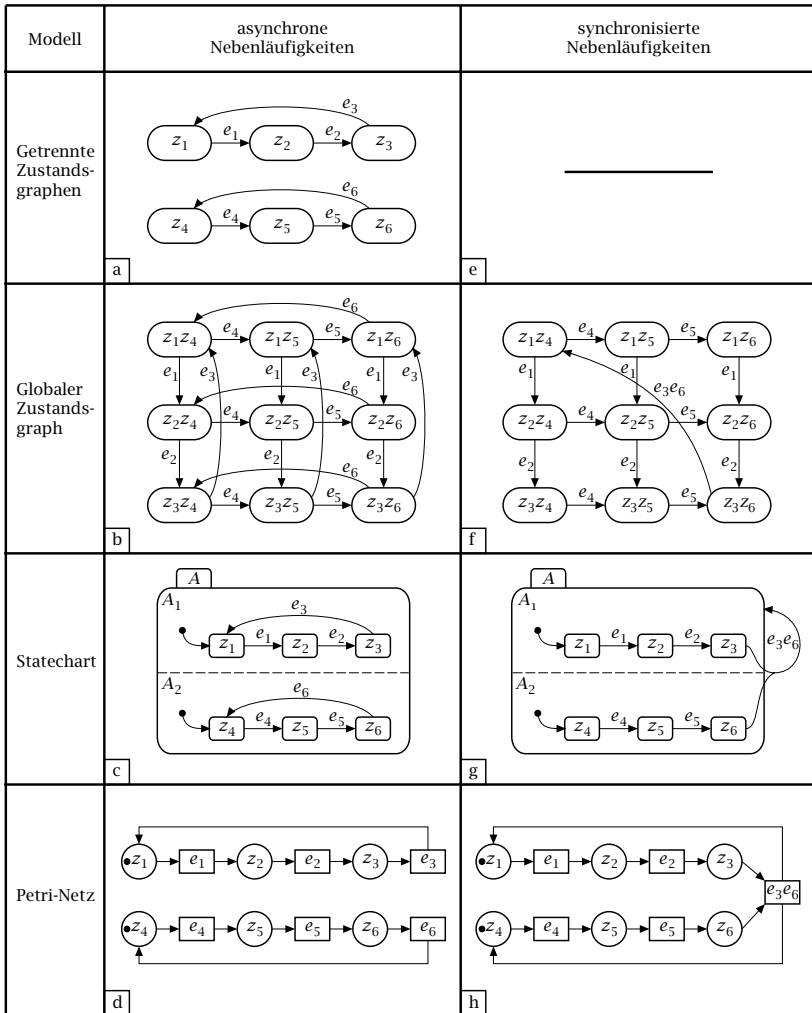 Modell
asynchrone
Nebenläufigkeiten
synchronisierte
Nebenläufigkeiten
Getrennte
Zustands-
graphen
e₃
z₁ e₁ z₂ e₂ z₃
e₆
z₄ e₄ z₅ e₅ z₆
a
e
Globaler
Zustands-
graph
e₆
z₁z₄ e₄ z₁z₅ e₅ z₁z₆
e₁ e₃ e₁ e₃ e₁ e₃
e₆
z₂z₄ e₄ z₂z₅ e₅ z₂z₆
e₂ e₂ e₂
e₆
z₃z₄ e₄ z₃z₅ e₅ z₃z₆
b
z₁z₄ e₄ z₁z₅ e₅ z₁z₆
e₁ e₁ e₃e₆ e₁
z₂z₄ e₄ z₂z₅ e₅ z₂z₆
e₂ e₂ e₂
z₃z₄ e₄ z₃z₅ e₅ z₃z₆
f
Statechart
A
A₁
e₃
z₁ e₁ z₂ e₂ z₃
A₂
e₆
z₄ e₄ z₅ e₅ z₆
c
A
A₁
z₁ e₁ z₂ e₂ z₃
e₃e₆
A₂
z₄ e₄ z₅ e₅ z₆
g
Petri-Netz
z₁ e₁ z₂ e₂ z₃ e₃
z₄ e₄ z₅ e₅ z₆ e₆
d
z₁ e₁ z₂ e₂ z₃
e₃e₆
z₄ e₄ z₅ e₅ z₆
h